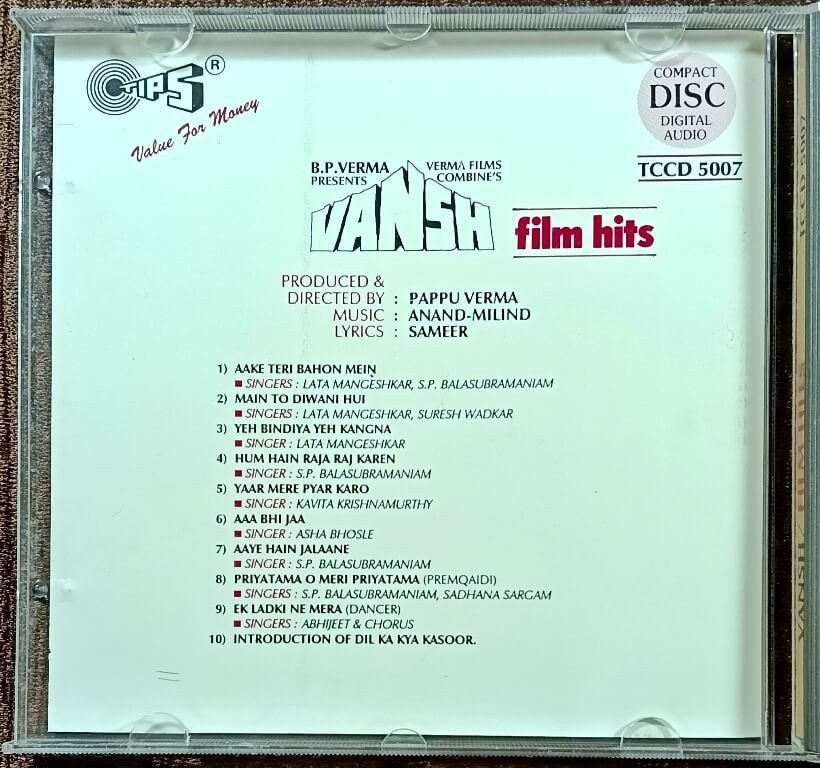 TIPS ®
Value For Money
COMPACT
DISC
DIGITAL
AUDIO
TCCD 5007
B.P.VERMA
PRESENTS
VERMA FILMS
COMBINE'S
VANSH
film hits
PRODUCED &
DIRECTED BY : PAPPU VERMA
MUSIC : ANAND-MILIND
LYRICS : SAMEER
1) AAKE TERI BAHON MEIN
■ SINGERS : LATA MANGESHKAR, S.P. BALASUBRAMANIAM
2) MAIN TO DIWANI HUI
■ SINGERS : LATA MANGESHKAR, SURESH WADKAR
3) YEH BINDIYA YEH KANGNA
■ SINGER : LATA MANGESHKAR
4) HUM HAIN RAJA RAJ KAREN
■ SINGER : S.P. BALASUBRAMANIAM
5) YAAR MERE PYAR KARO
■ SINGER : KAVITA KRISHNAMURTHY
6) AAA BHI JAA
■ SINGER : ASHA BHOSLE
7) AAYE HAIN JALAANE
■ SINGER : S.P. BALASUBRAMANIAM
8) PRIYATAMA O MERI PRIYATAMA (PREMQAIDI)
■ SINGERS : S.P. BALASUBRAMANIAM, SADHANA SARGAM
9) EK LADKI NE MERA (DANCER)
■ SINGERS : ABHIJEET & CHORUS
10) INTRODUCTION OF DIL KA KYA KASOOR.
VANSH / FILM HITS
TCCD 5007